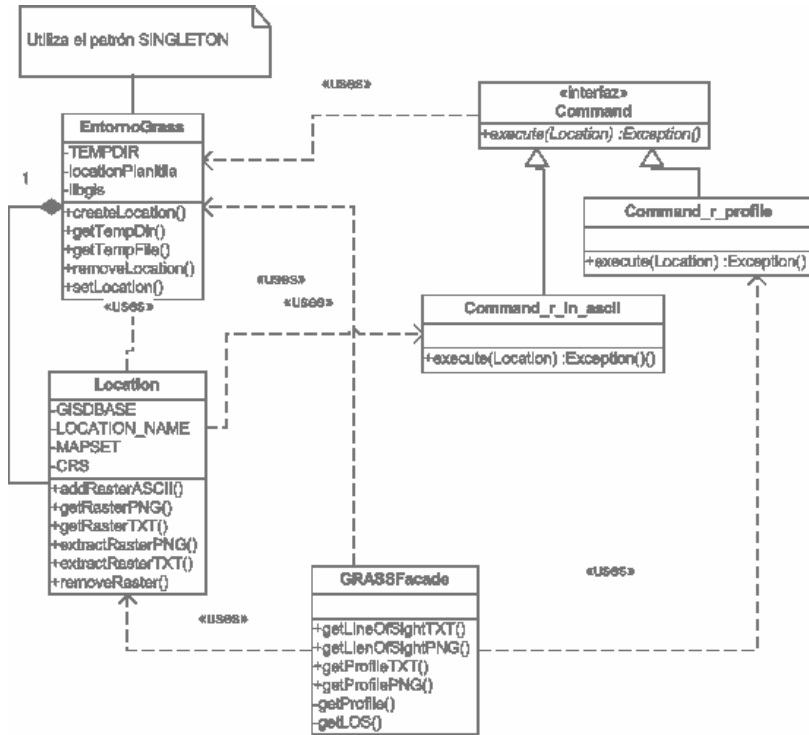 Utiliza el patrón SINGLETON
«uses»
«interfaz»
Command
+execute(Location) :Exception()
EntornoGrass
-TEMPDIR
-locationPlantilla
-libgis
+createLocation()
+getTempDir()
+getTempFile()
+removeLocation()
+setLocation()
1
Command_r_profile
+execute(Location) :Exception()
«uses»
«uses»
«uses»
Command_r_in_ascii
+execute(Location) :Exception()()
Location
-GISDBASE
-LOCATION_NAME
-MAPSET
-CRS
+addRasterASCII()
+getRasterPNG()
+getRasterTXT()
+extractRasterPNG()
+extractRasterTXT()
+removeRaster()
GRASSFacade
+getLineOfSightTXT()
+getLienOfSightPNG()
+getProfileTXT()
+getProfilePNG()
-getProfile()
-getLOS()
«uses»
«uses»